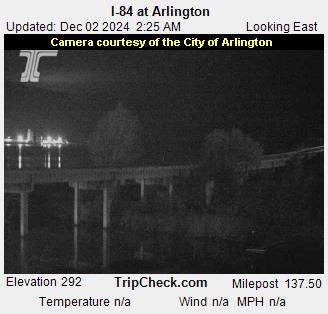 I-84 at Arlington
Updated: Dec 02 2024 2:25 AM Looking East
Camera courtesy of the City of Arlington
Elevation 292 TripCheck.com Milepost 137.50
Temperature n/a Wind n/a MPH n/a